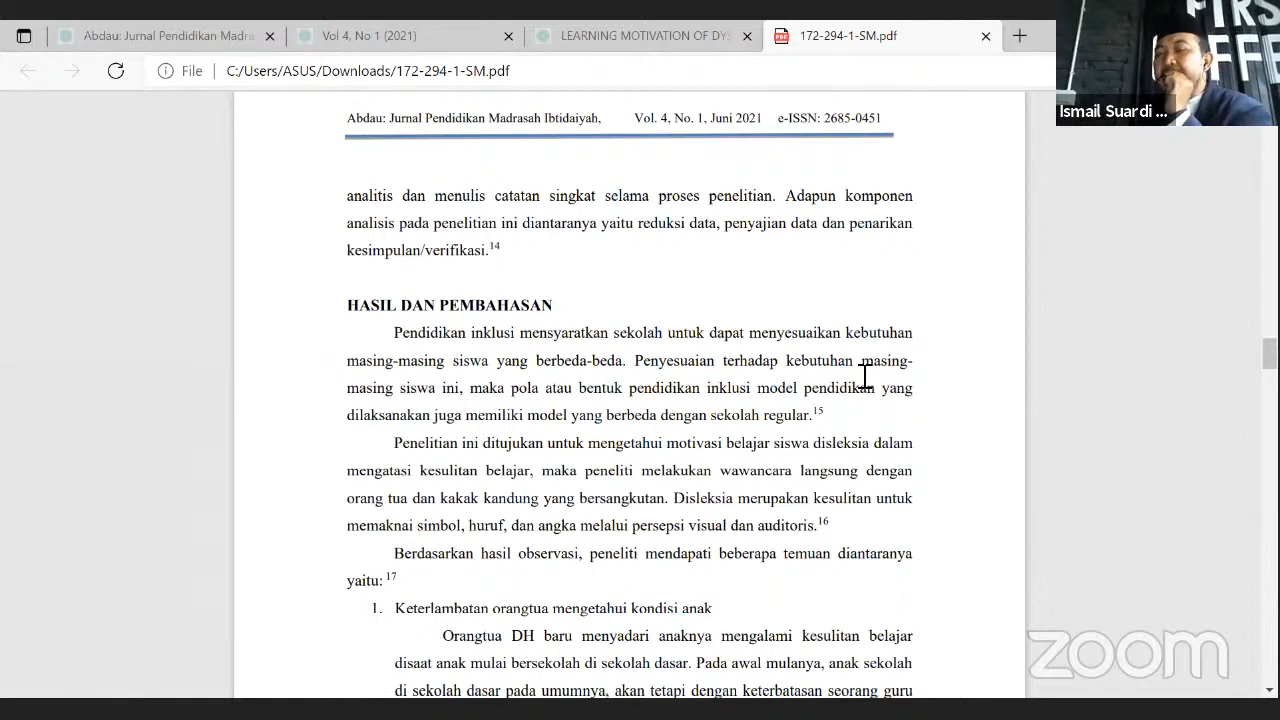 Abdau: Jurnal Pendidikan Madra
Vol 4, No 1 (2021)
LEARNING MOTIVATION OF DYS
172-294-1-SM.pdf
File
C:/Users/ASUS/Downloads/172-294-1-SM.pdf
Ismail Suardi ...
Abdau: Jurnal Pendidikan Madrasah Ibtidaiyah, Vol. 4, No. 1, Juni 2021 e-ISSN: 2685-0451
analitis dan menulis catatan singkat selama proses penelitian. Adapun komponen
analisis pada penelitian ini diantaranya yaitu reduksi data, penyajian data dan penarikan
kesimpulan/verifikasi.14
HASIL DAN PEMBAHASAN
Pendidikan inklusi mensyaratkan sekolah untuk dapat menyesuaikan kebutuhan
masing-masing siswa yang berbeda-beda. Penyesuaian terhadap kebutuhan masing-
masing siswa ini, maka pola atau bentuk pendidikan inklusi model pendidikan yang
dilaksanakan juga memiliki model yang berbeda dengan sekolah regular.15
Penelitian ini ditujukan untuk mengetahui motivasi belajar siswa disleksia dalam
mengatasi kesulitan belajar, maka peneliti melakukan wawancara langsung dengan
orang tua dan kakak kandung yang bersangkutan. Disleksia merupakan kesulitan untuk
memaknai simbol, huruf, dan angka melalui persepsi visual dan auditoris.16
Berdasarkan hasil observasi, peneliti mendapati beberapa temuan diantaranya
yaitu: 17
1. Keterlambatan orangtua mengetahui kondisi anak
Orangtua DH baru menyadari anaknya mengalami kesulitan belajar
disaat anak mulai bersekolah di sekolah dasar. Pada awal mulanya, anak sekolah
di sekolah dasar pada umumnya, akan tetapi dengan keterbatasan seorang guru
zoom